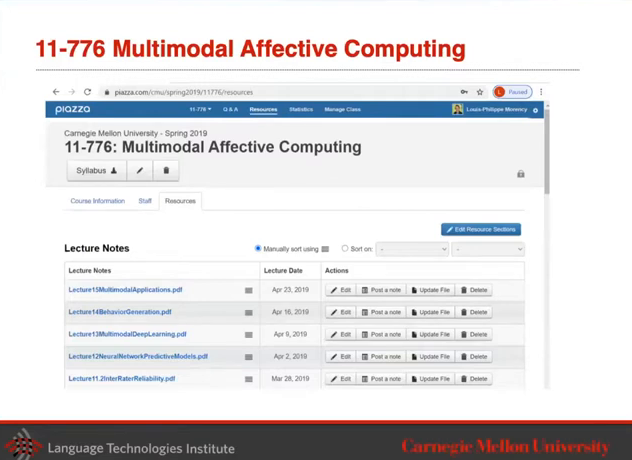 11-776 Multimodal Affective Computing
piazza.com/cmu/spring2019/11776/resources
L Paused
piazza 11-776 Q & A Resources Statistics Manage Class Louis-Philippe Morency
Carnegie Mellon University - Spring 2019
11-776: Multimodal Affective Computing
Syllabus
Course Information Staff Resources
Edit Resource Sections
Lecture Notes Manually sort using Sort on: - -
Lecture Notes Lecture Date Actions
Lecture15MultimodalApplications.pdf Apr 23, 2019 Edit Post a note Update File Delete
Lecture14BehaviorGeneration.pdf Apr 16, 2019 Edit Post a note Update File Delete
Lecture13MultimodalDeepLearning.pdf Apr 9, 2019 Edit Post a note Update File Delete
Lecture12NeuralNetworkPredictiveModels.pdf Apr 2, 2019 Edit Post a note Update File Delete
Lecture11.2InterRaterReliability.pdf Mar 28, 2019 Edit Post a note Update File Delete
Language Technologies Institute Carnegie Mellon University